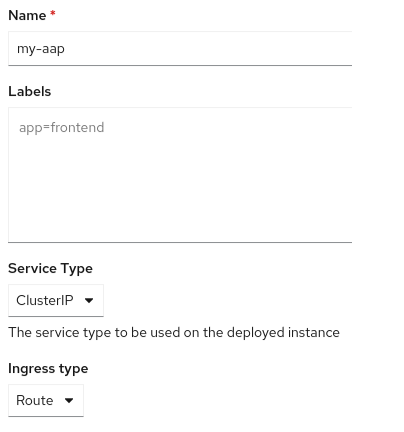 Name *
my-aap
Labels
app=frontend
Service Type
ClusterIP
The service type to be used on the deployed instance
Ingress type
Route